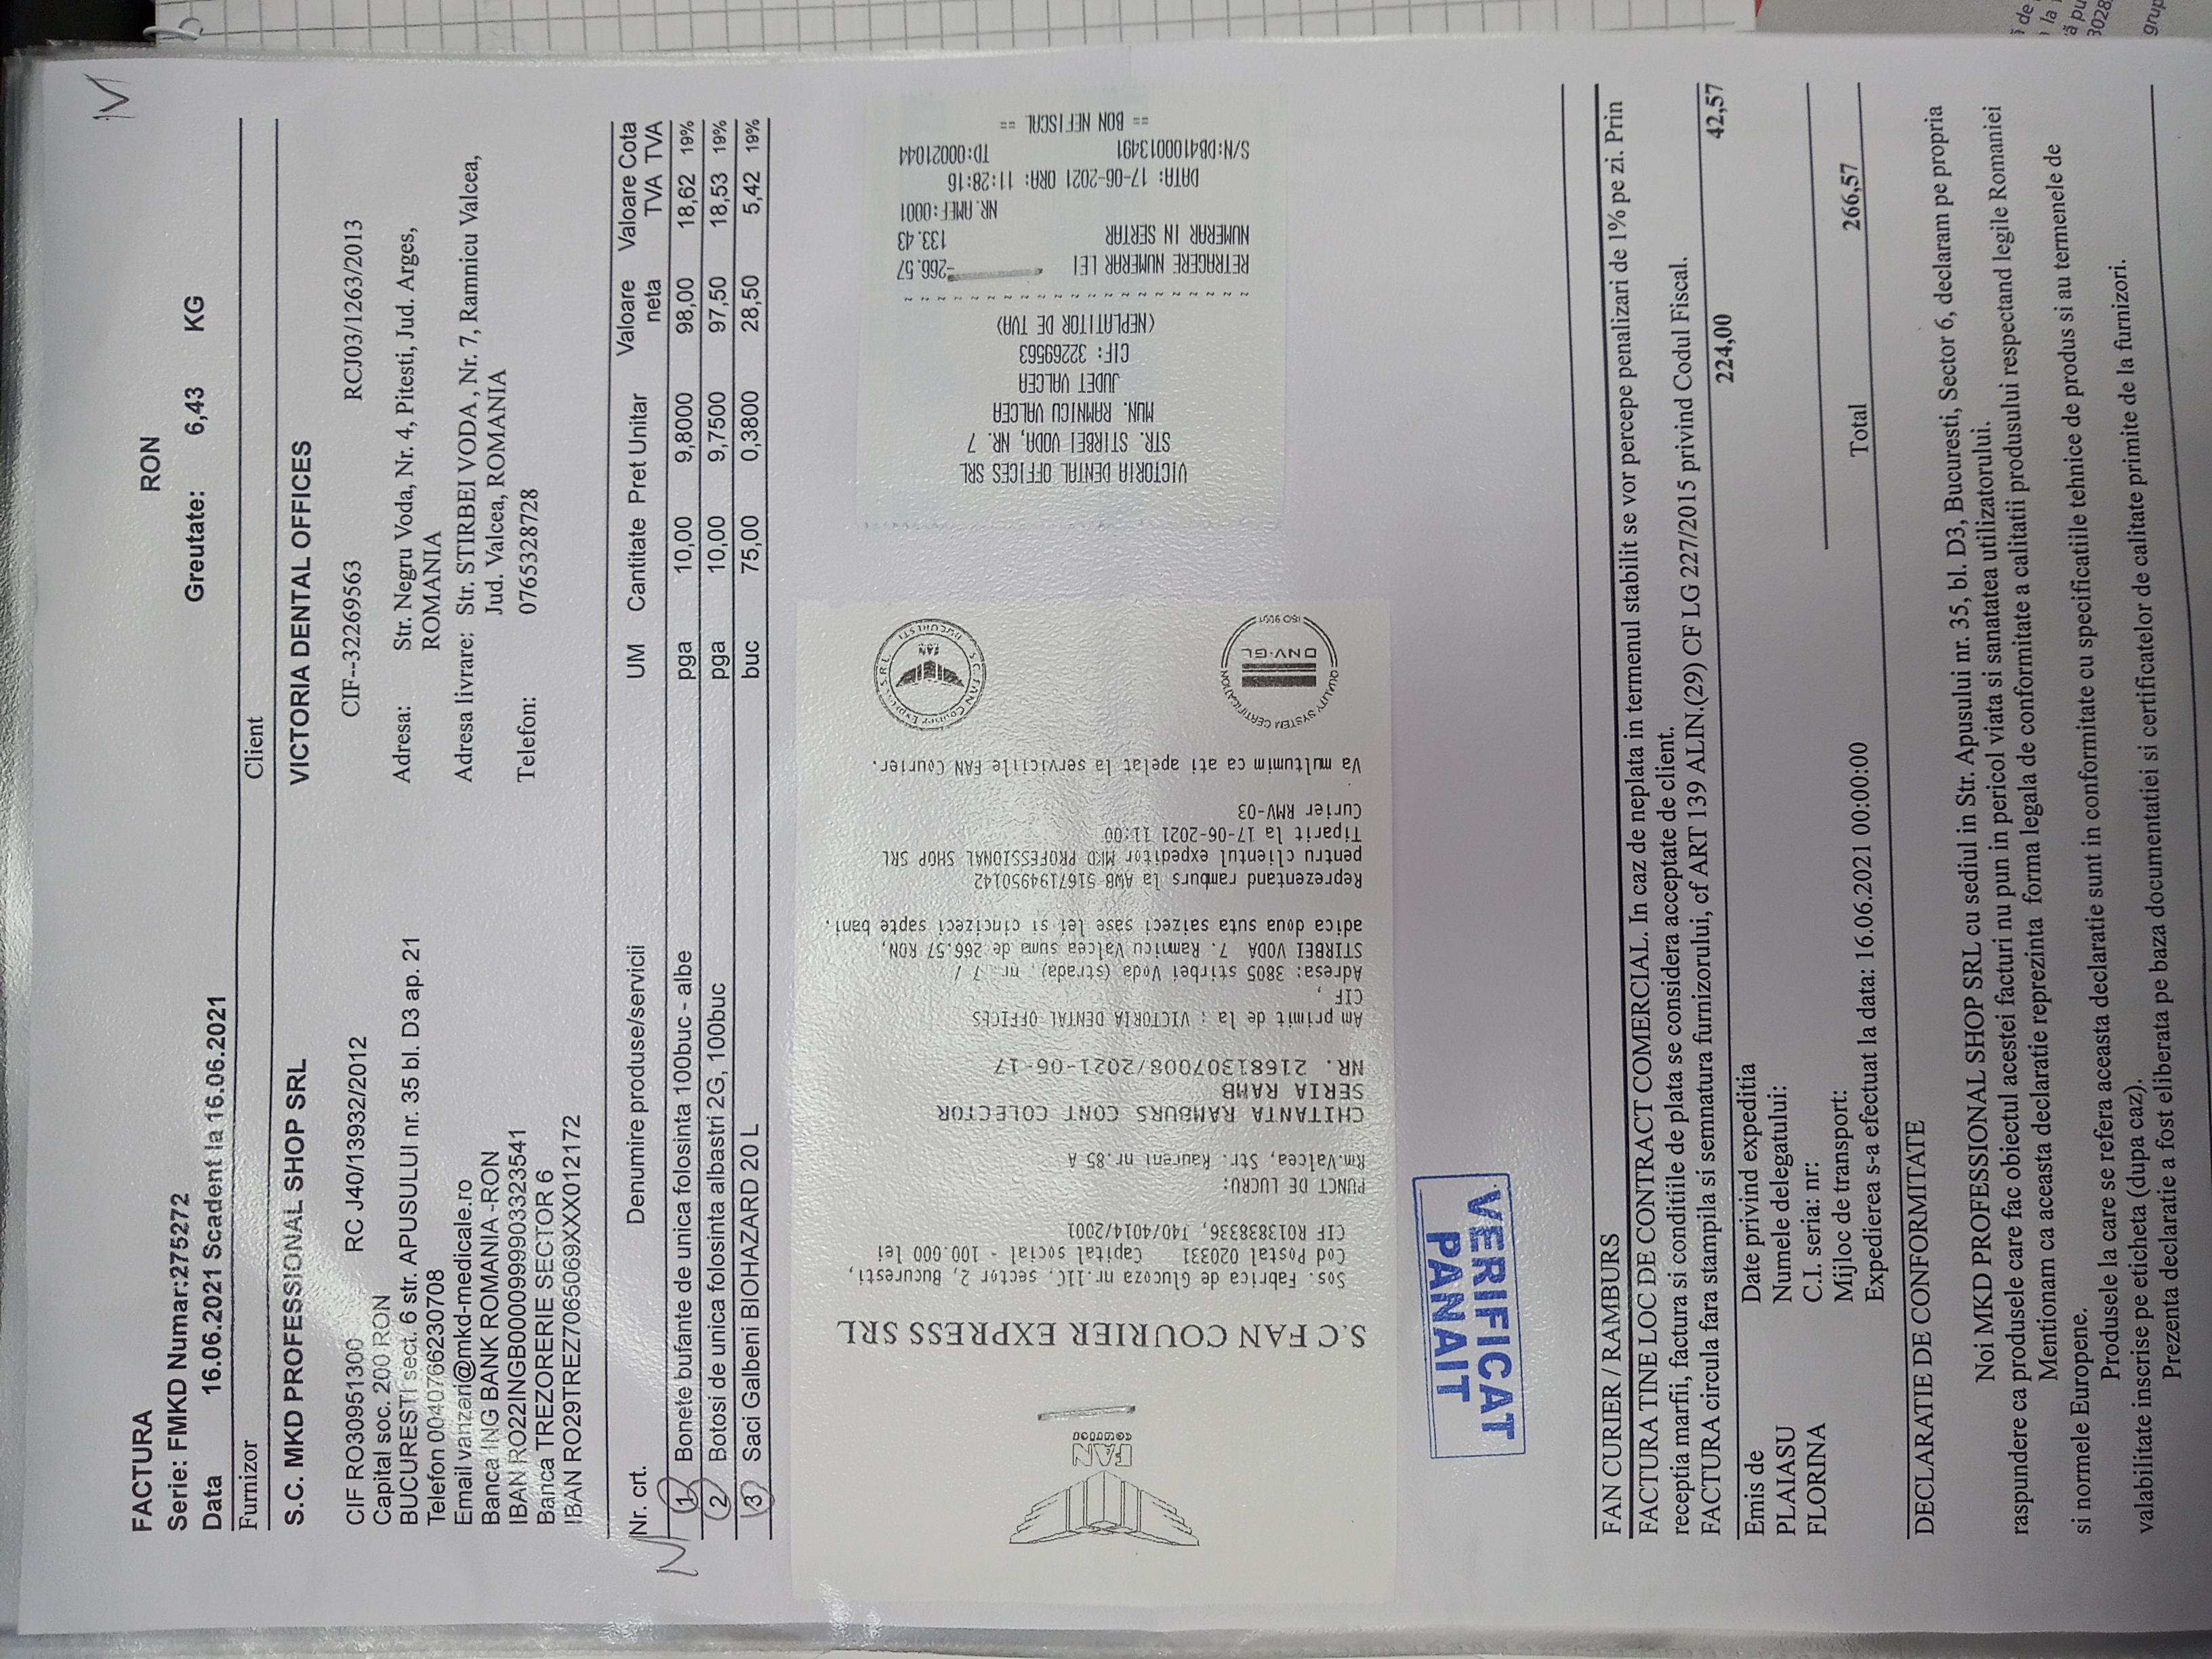 FACTURA
RON
Serie: FMKD Numar:275272
Greutate: 6,43 KG
Data 16.06.2021 Scadent la 16.06.2021
Furnizor Client
S.C. MKD PROFESSIONAL SHOP SRL VICTORIA DENTAL OFFICES
CIF RO30951300 RC J40/13932/2012 CIF--32269563 RCJ03/1263/2013
Capital soc. 200 RON
BUCURESTI sect. 6 str. APUSULUI nr. 35 bl. D3 ap. 21
Telefon 0040766230708
Email vanzari@mkd-medicale.ro
Banca ING BANK ROMANIA -RON
IBAN RO22INGB0000999903323541
Banca TREZORERIE SECTOR 6
IBAN RO29TREZ7065069XXX012172
Adresa: Str. Negru Voda, Nr. 4, Pitesti, Jud. Arges,
ROMANIA
Adresa livrare: Str. STIRBEI VODA , Nr. 7, Ramnicu Valcea,
Jud. Valcea, ROMANIA
Telefon: 0765328728
Nr. crt. Denumire produse/servicii UM Cantitate Pret Unitar Valoare neta Valoare TVA Cota TVA
1 Bonete bufante de unica folosinta 100buc - albe pga 10,00 9,8000 98,00 18,62 19%
2 Botosi de unica folosinta albastri 2G, 100buc pga 10,00 9,7500 97,50 18,53 19%
3 Saci Galbeni BIOHAZARD 20 L buc 75,00 0,3800 28,50 5,42 19%
FAN
courier
S.C FAN COURIER EXPRESS SRL
Sos. Fabrica de Glucoza nr.11C, sector 2, Bucuresti,
Cod Postal 020331 Capital social - 100.000 lei
CIF RO13838336, J40/4014/2001
PUNCT DE LUCRU:
Rm.Valcea, Str. Raureni nr.85 A
CHITANTA RAMBURS CONT COLECTOR
SERIA RAMB
NR. 21681307008/2021-06-17
Am primit de la : VICTORIA DENTAL OFFICES
CIF ,
Adresa: 3805 stirbei Voda (strada), nr. 7 /
STIRBEI VODA 7. Ramnicu Valcea suma de 266.57 RON,
adica doua suta saizeci sase lei si cincizeci sapte bani.
Reprezentand ramburs la AWB 5167194950142
pentru clientul expeditor MKD PROFESSIONAL SHOP SRL
Tiparit la 17-06-2021 11:00
Curier RMV-03
Va multumim ca ati apelat la serviciile FAN Courier.
S.C. FAN Courier Express S.R.L. BUCURESTI
FAN
QUALITY SYSTEM CERTIFICATION
DNV·GL
ISO 9001
VICTORIA DENTAL OFFICES SRL
STR. STIRBEI VODA, NR. 7
MUN. RAMNICU VALCEA
JUDET VALCEA
CIF: 32269563
(NEPLATITOR DE TVA)
RETRAGERE NUMERAR LEI -266.57
NUMERAR IN SERTAR 133.43
NR.AMEF:0001
DATA: 17-06-2021 ORA: 11:28:16
S/N:DB4100013491 TD:00021044
== BON NEFISCAL ==
VERIFICAT
PANAIT
FAN CURIER / RAMBURS
FACTURA TINE LOC DE CONTRACT COMERCIAL. In caz de neplata in termenul stabilit se vor percepe penalizari de 1% pe zi. Prin
receptia marfii, factura si conditiile de plata se considera acceptate de client.
FACTURA circula fara stampila si semnatura furnizorului, cf ART 139 ALIN.(29) CF LG 227/2015 privind Codul Fiscal.
Emis de
PLAIASU
FLORINA
Date privind expeditia 224,00 42,57
Numele delegatului:
C.I. seria: nr:
Mijloc de transport:
Total 266,57
Expedierea s-a efectuat la data: 16.06.2021 00:00:00
DECLARATIE DE CONFORMITATE
Noi MKD PROFESSIONAL SHOP SRL cu sediul in Str. Apusului nr. 35, bl. D3, Bucuresti, Sector 6, declaram pe propria
raspundere ca produsele care fac obiectul acestei facturi nu pun in pericol viata si sanatatea utilizatorului.
Mentionam ca aceasta declaratie reprezinta forma legala de conformitate a calitatii produsului respectand legile Romaniei
si normele Europene.
Produsele la care se refera aceasta declaratie sunt in conformitate cu specificatiile tehnice de produs si au termenele de
valabilitate inscrise pe eticheta (dupa caz).
Prezenta declaratie a fost eliberata pe baza documentatiei si certificatelor de calitate primite de la furnizori.